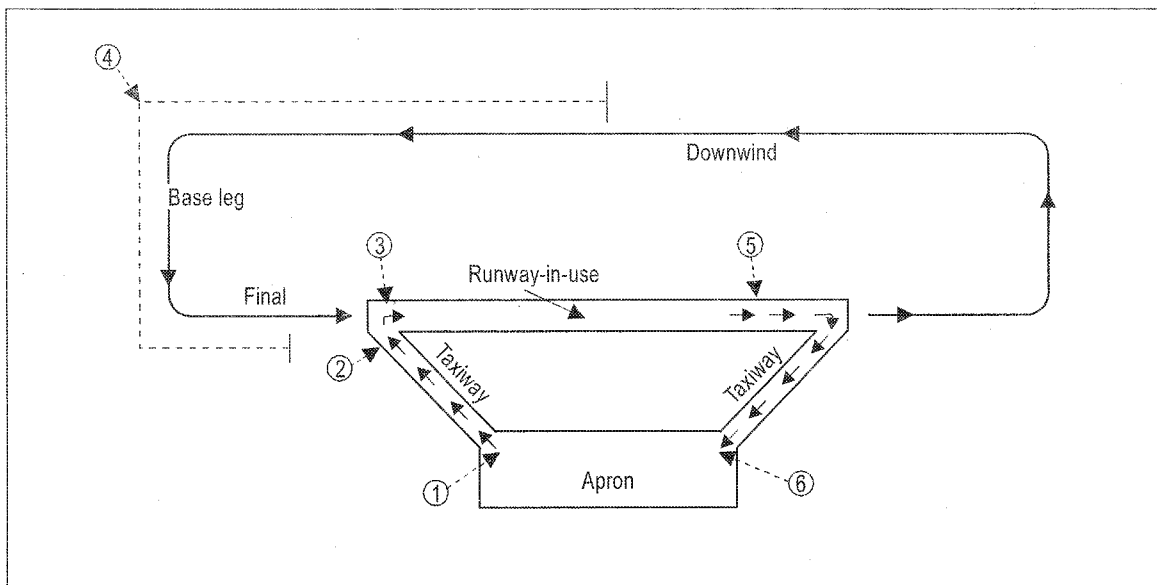 ④
Downwind
Base leg
③
⑤
Runway-in-use
Final
②
Taxiway
Taxiway
①
Apron
⑥